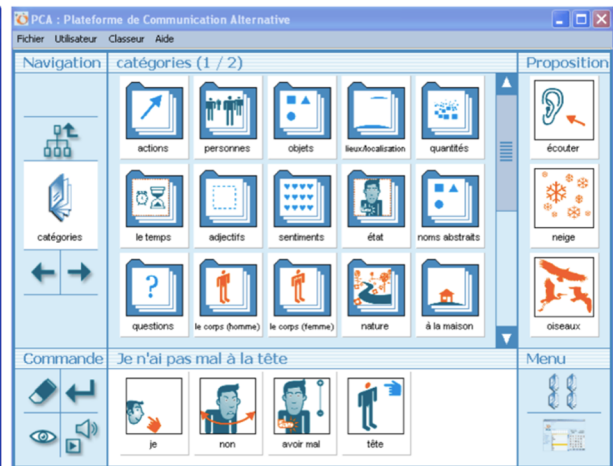 PCA : Plateforme de Communication Alternative
Fichier Utilisateur Classeur Aide
Navigation catégories (1 / 2) Proposition
actions personnes objets lieux/localisation quantités écouter
catégories
le temps adjectifs sentiments état noms abstraits neige
questions le corps (homme) le corps (femme) nature à la maison oiseaux
Commande Je n'ai pas mal à la tête Menu
je non avoir mal tête